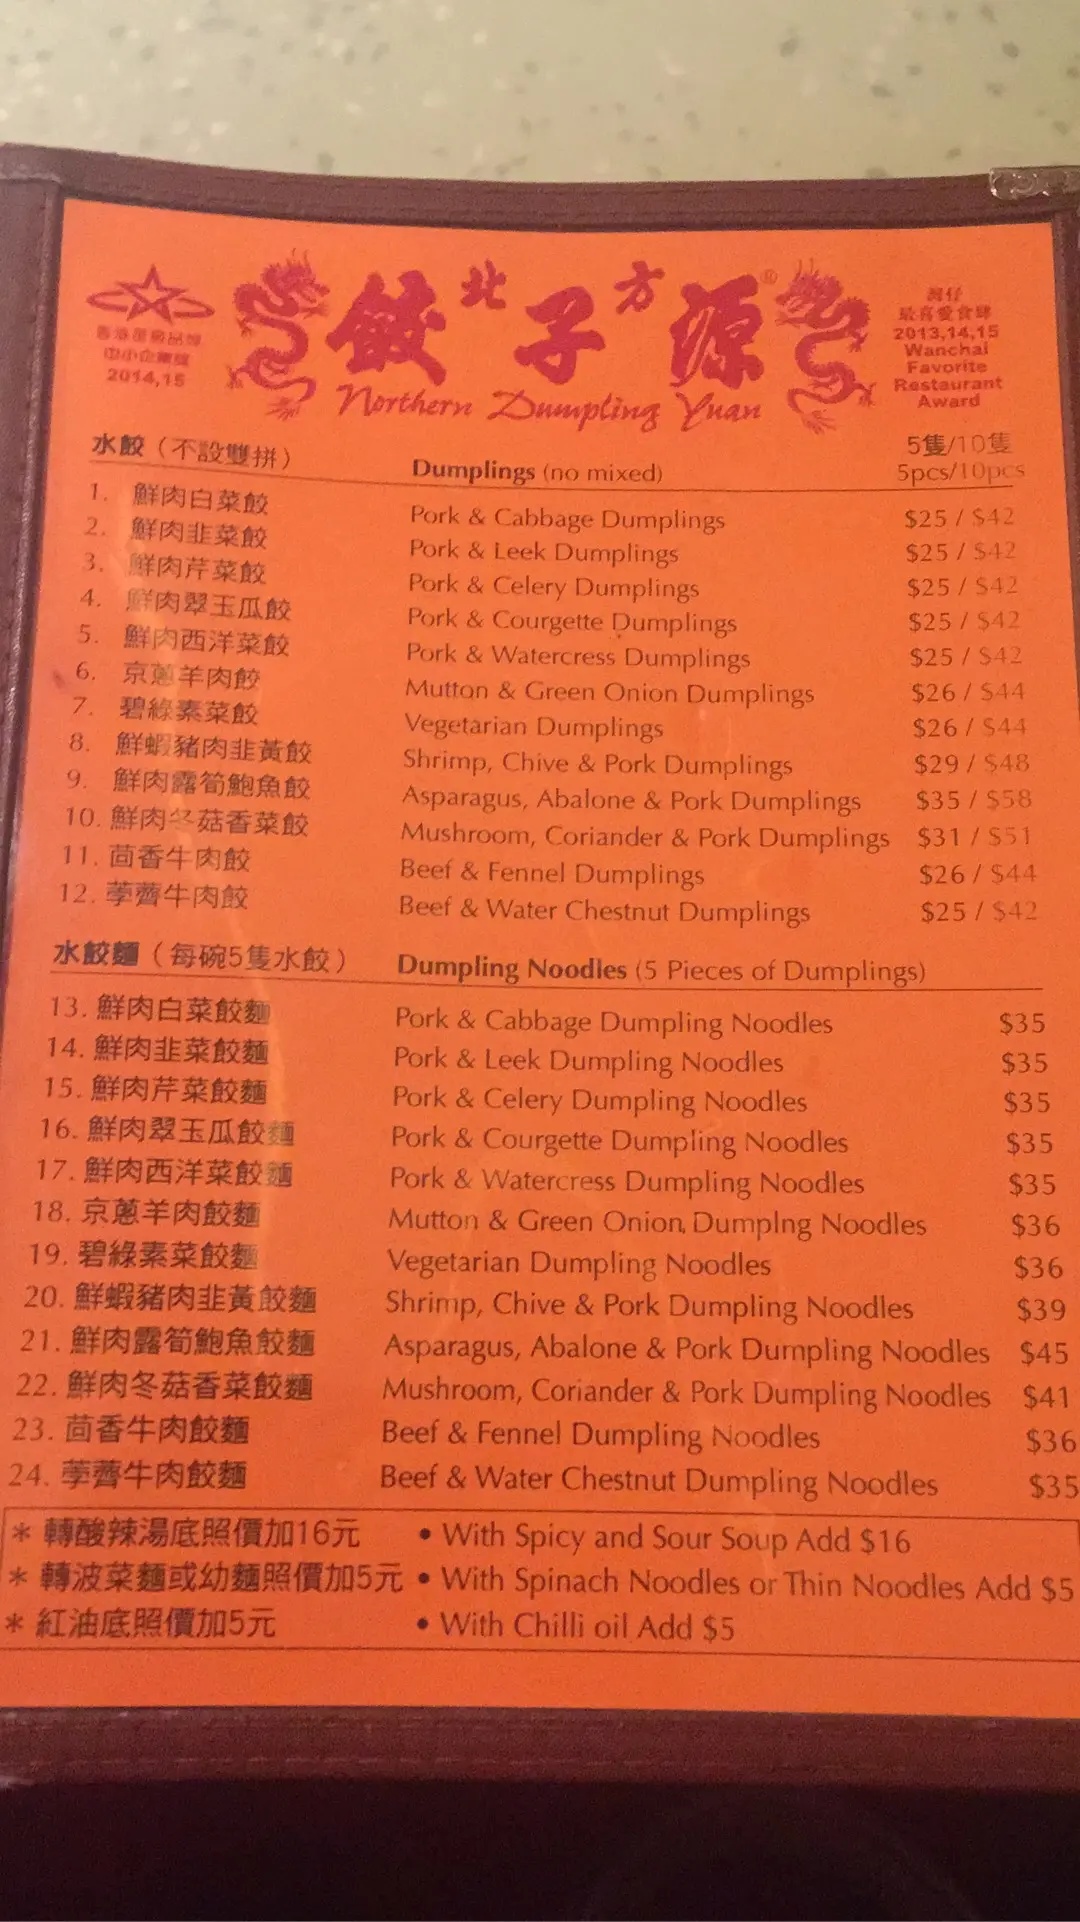 北方
餃子源®
Northern Dumpling Yuan
香港星級品牌
中小企業獎
2014,15
灣仔
最喜愛食肆
2013,14,15
Wanchai
Favorite
Restaurant
Award
水餃（不設雙拼） Dumplings (no mixed) 5隻/10隻
5pcs/10pcs
1. 鮮肉白菜餃 Pork & Cabbage Dumplings $25 / $42
2. 鮮肉韭菜餃 Pork & Leek Dumplings $25 / $42
3. 鮮肉芹菜餃 Pork & Celery Dumplings $25 / $42
4. 鮮肉翠玉瓜餃 Pork & Courgette Dumplings $25 / $42
5. 鮮肉西洋菜餃 Pork & Watercress Dumplings $25 / $42
6. 京蔥羊肉餃 Mutton & Green Onion Dumplings $26 / $44
7. 碧綠素菜餃 Vegetarian Dumplings $26 / $44
8. 鮮蝦豬肉韭黃餃 Shrimp, Chive & Pork Dumplings $29 / $48
9. 鮮肉露筍鮑魚餃 Asparagus, Abalone & Pork Dumplings $35 / $58
10. 鮮肉冬菇香菜餃 Mushroom, Coriander & Pork Dumplings $31 / $51
11. 茴香牛肉餃 Beef & Fennel Dumplings $26 / $44
12. 荸薺牛肉餃 Beef & Water Chestnut Dumplings $25 / $42
水餃麵（每碗5隻水餃） Dumpling Noodles (5 Pieces of Dumplings)
13. 鮮肉白菜餃麵 Pork & Cabbage Dumpling Noodles $35
14. 鮮肉韭菜餃麵 Pork & Leek Dumpling Noodles $35
15. 鮮肉芹菜餃麵 Pork & Celery Dumpling Noodles $35
16. 鮮肉翠玉瓜餃麵 Pork & Courgette Dumpling Noodles $35
17. 鮮肉西洋菜餃麵 Pork & Watercress Dumpling Noodles $35
18. 京蔥羊肉餃麵 Mutton & Green Onion Dumplng Noodles $36
19. 碧綠素菜餃麵 Vegetarian Dumpling Noodles $36
20. 鮮蝦豬肉韭黃餃麵 Shrimp, Chive & Pork Dumpling Noodles $39
21. 鮮肉露筍鮑魚餃麵 Asparagus, Abalone & Pork Dumpling Noodles $45
22. 鮮肉冬菇香菜餃麵 Mushroom, Coriander & Pork Dumpling Noodles $41
23. 茴香牛肉餃麵 Beef & Fennel Dumpling Noodles $36
24. 荸薺牛肉餃麵 Beef & Water Chestnut Dumpling Noodles $35
* 轉酸辣湯底照價加16元 • With Spicy and Sour Soup Add $16
* 轉菠菜麵或幼麵照價加5元 • With Spinach Noodles or Thin Noodles Add $5
* 紅油底照價加5元 • With Chilli oil Add $5